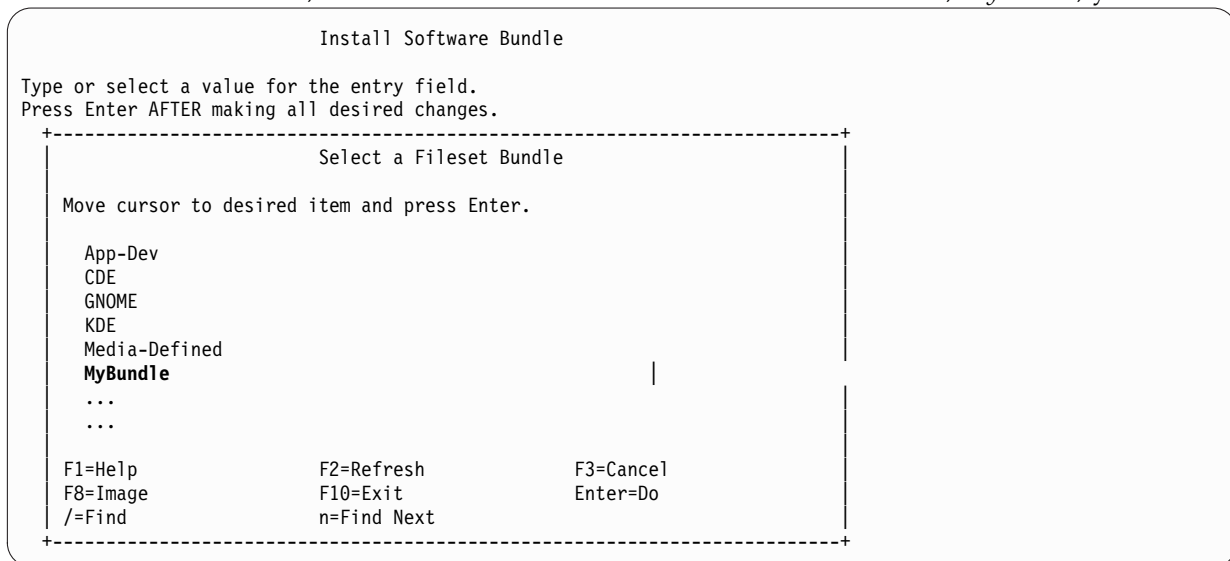 Install Software Bundle
Type or select a value for the entry field.
Press Enter AFTER making all desired changes.
+--------------------------------------------------------------------------+
| Select a Fileset Bundle |
| Move cursor to desired item and press Enter. |
| App-Dev |
| CDE |
| GNOME |
| KDE |
| Media-Defined |
| MyBundle |
| ... |
| ... |
| F1=Help F2=Refresh F3=Cancel |
| F8=Image F10=Exit Enter=Do |
| /=Find n=Find Next |
+--------------------------------------------------------------------------+